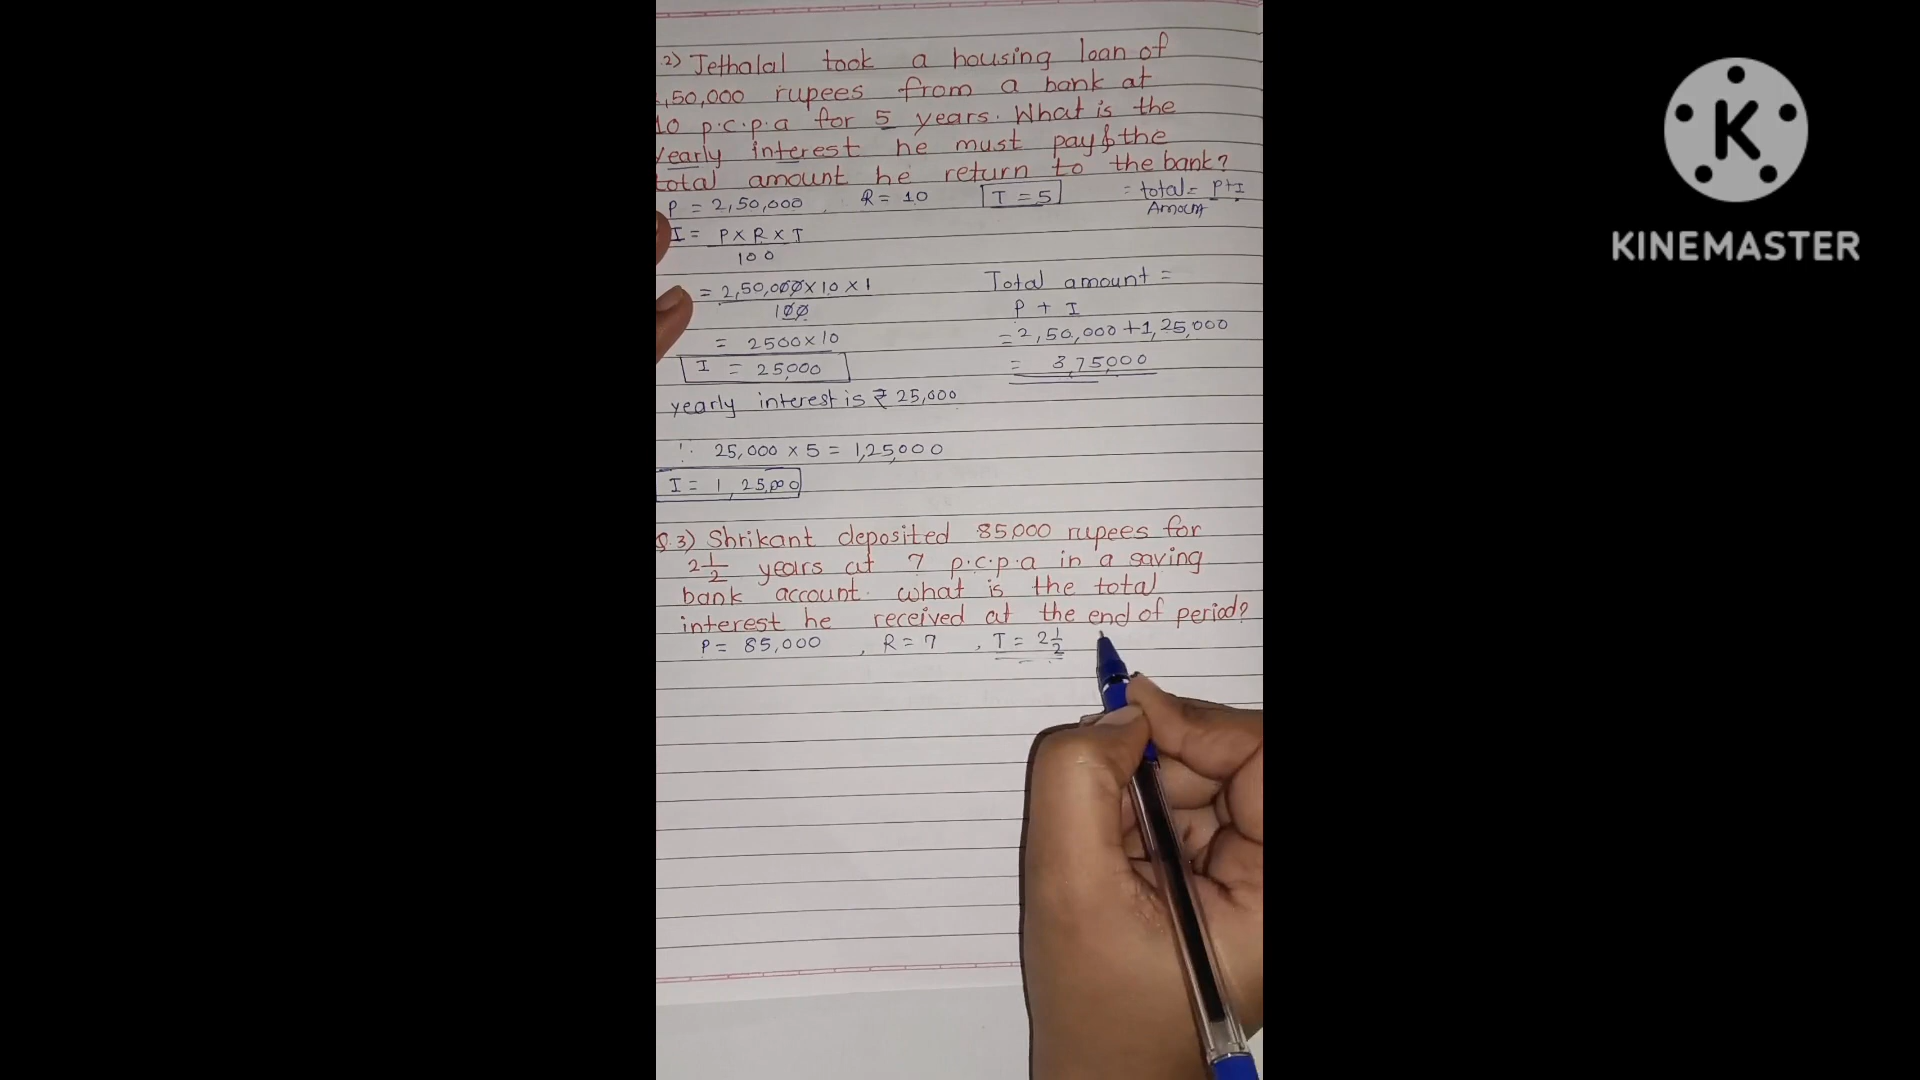 2) Jethalal took a housing loan of
,50,000 rupees from a bank at
10 p.c.p.a for 5 years. What is the
yearly interest he must pay & the
total amount he return to the bank?
P = 2,50,000 , R = 10 T = 5 = total = P+I
Amount
I = P x R x T
100
= 2,50,000 x 10 x 1
100
= 2500 x 10
I = 25,000
yearly interest is ₹ 25,000
∵ 25,000 x 5 = 1,25,000
I = 1,25,000
Total amount =
P + I
= 2,50,000 + 1,25,000
= 3,75,000
Q.3) Shrikant deposited 85,000 rupees for
2 1/2 years at 7 p.c.p.a in a saving
bank account. what is the total
interest he received at the end of period?
P = 85,000 , R = 7 , T = 2 1/2
K
KINEMASTER